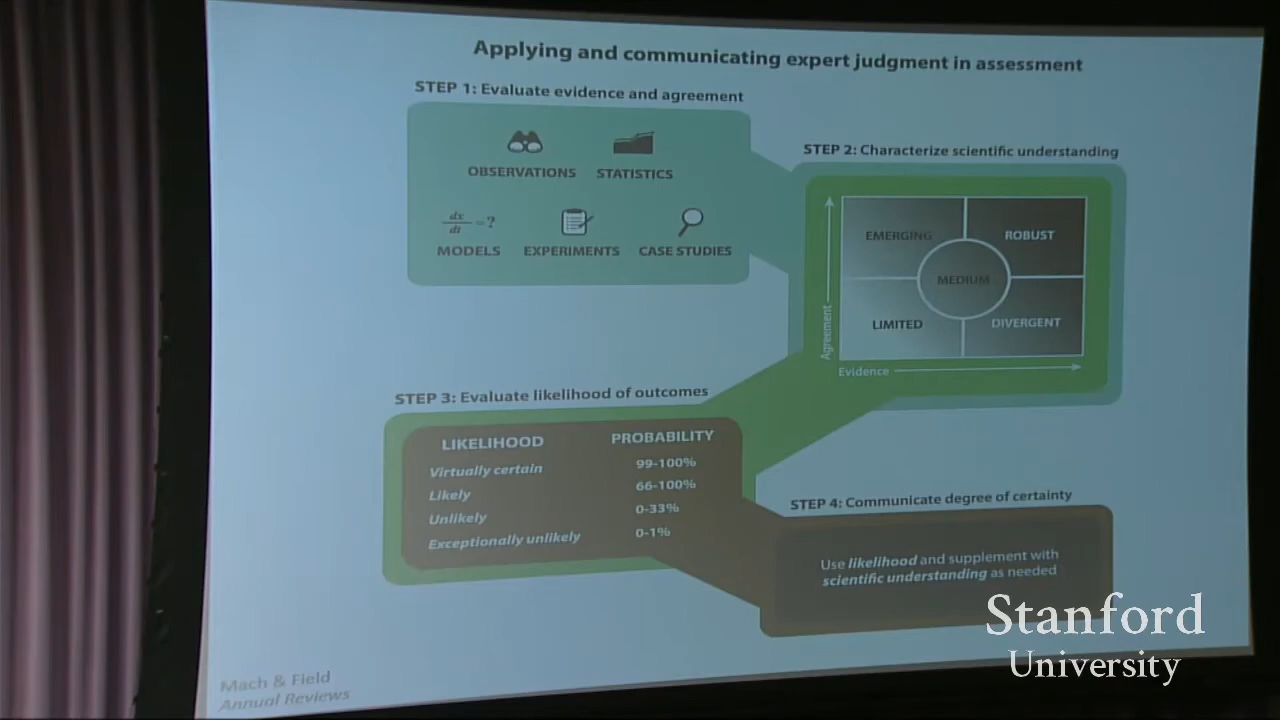 Applying and communicating expert judgment in assessment
STEP 1: Evaluate evidence and agreement
OBSERVATIONS
STATISTICS
dx
dt
=?
MODELS
EXPERIMENTS
CASE STUDIES
STEP 2: Characterize scientific understanding
Agreement
EMERGING
ROBUST
MEDIUM
LIMITED
DIVERGENT
Evidence
STEP 3: Evaluate likelihood of outcomes
LIKELIHOOD PROBABILITY
Virtually certain 99-100%
Likely 66-100%
Unlikely 0-33%
Exceptionally unlikely 0-1%
STEP 4: Communicate degree of certainty
Use likelihood and supplement with
scientific understanding as needed
Mach & Field
Annual Reviews
Stanford
University